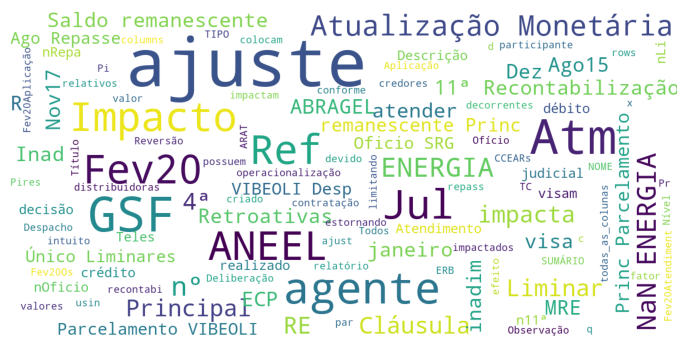 Saldo remanescente
Atualização Monetária
Ago Repasse
columns
TIPO
colocam
d
participante
rows
nRepa
ajuste
Descrição
nLi
Fev20Aplicação
Pi
conforme
Aplicação
credores
Dez
Ago15
relativos
valor
impactam
11ª Recontabilização
R
Nov17
Impacto
ABRAGEL
atender
débito
decorrentes
x
Reversão
ARAT
remanescente Princ
Atm
Inad
Título
Ref
Oficio SRG
Ofício
Fev20
possuem
devido
ENERGIA
CCEARs
NOME
Pr
Pires
operacionalização
limitando
judicial
distribuidoras
4ª
VIBEOLI Desp
repass
TC
visam
GSF
criado
contratação
Jul
impacta
decisão
Retroativas
estornando
Atendimento
Despacho
Teles
ANEEL
Todos
janeiro
visa
c
Princ Parcelamento
todas_as_colunas
NaN ENERGIA
Nível
intuito
ajust
impactados
Único Liminares
realizado
relatório
ERB
SUMÁRIO
Fev20s
crédito
nº
Deliberação
agente
inadim
efeito
Liminar
fator
Fev20Atendiment
nOficio
recontabi
ECP
valores
usin
Principal
MRE
n11ª
Parcelamento VIBEOLI
RE
par
Cláusula
Observação
q